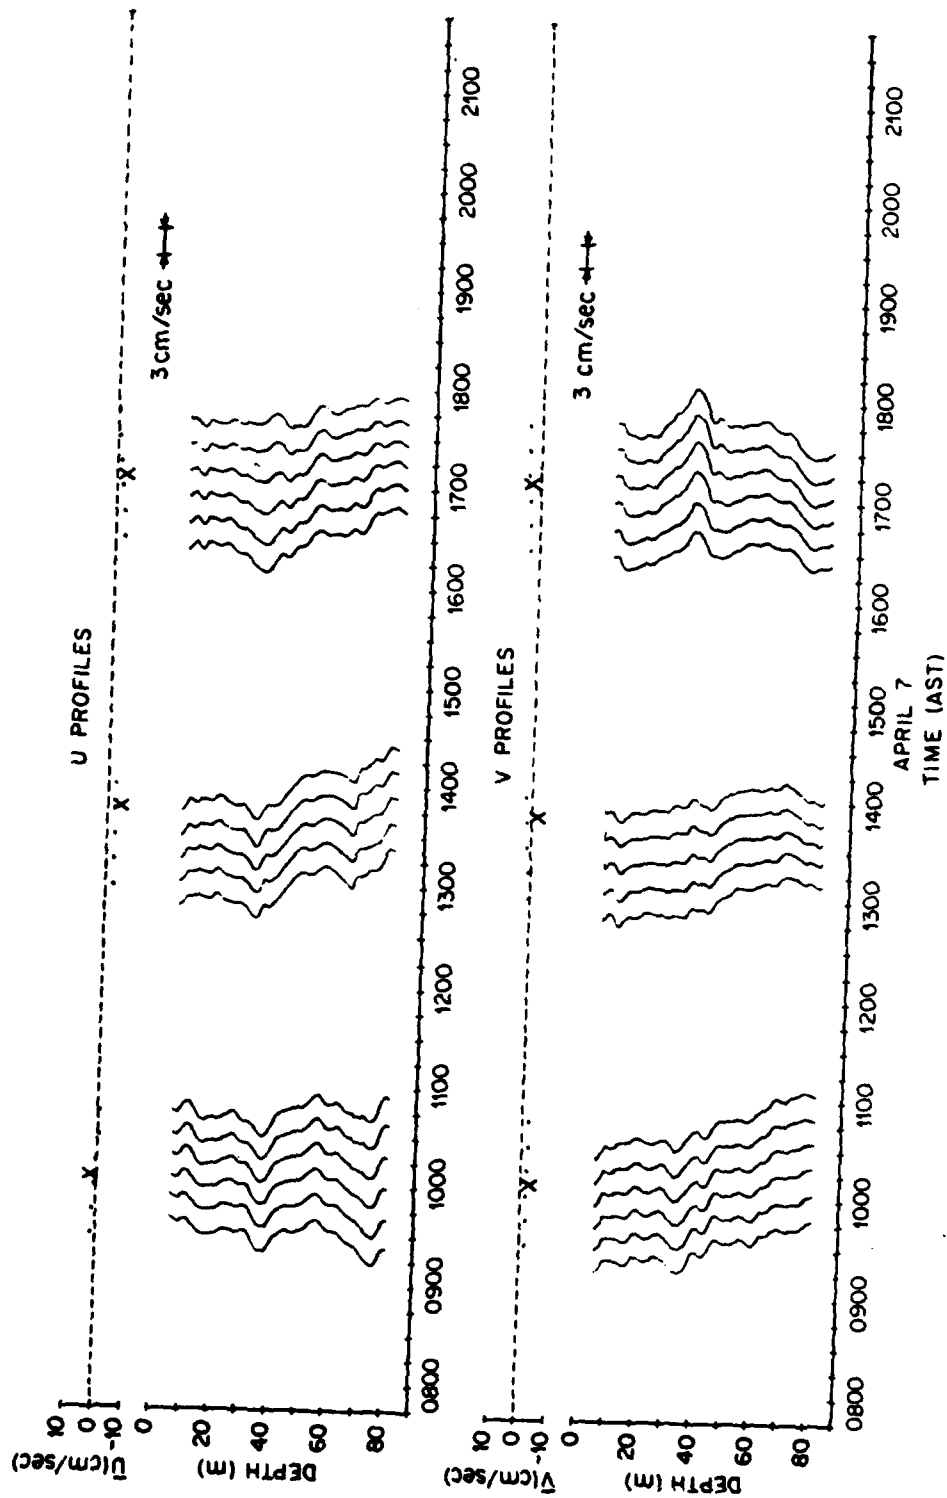 U PROFILES
Ū(cm/sec)
10
0
-10
3cm/sec
DEPTH (m)
0
20
40
60
80
0800 0900 1000 1100 1200 1300 1400 1500 1600 1700 1800 1900 2000 2100
V PROFILES
V̄(cm/sec)
10
0
-10
3 cm/sec
DEPTH (m)
0
20
40
60
80
0800 0900 1000 1100 1200 1300 1400 1500 1600 1700 1800 1900 2000 2100
APRIL 7
TIME (AST)